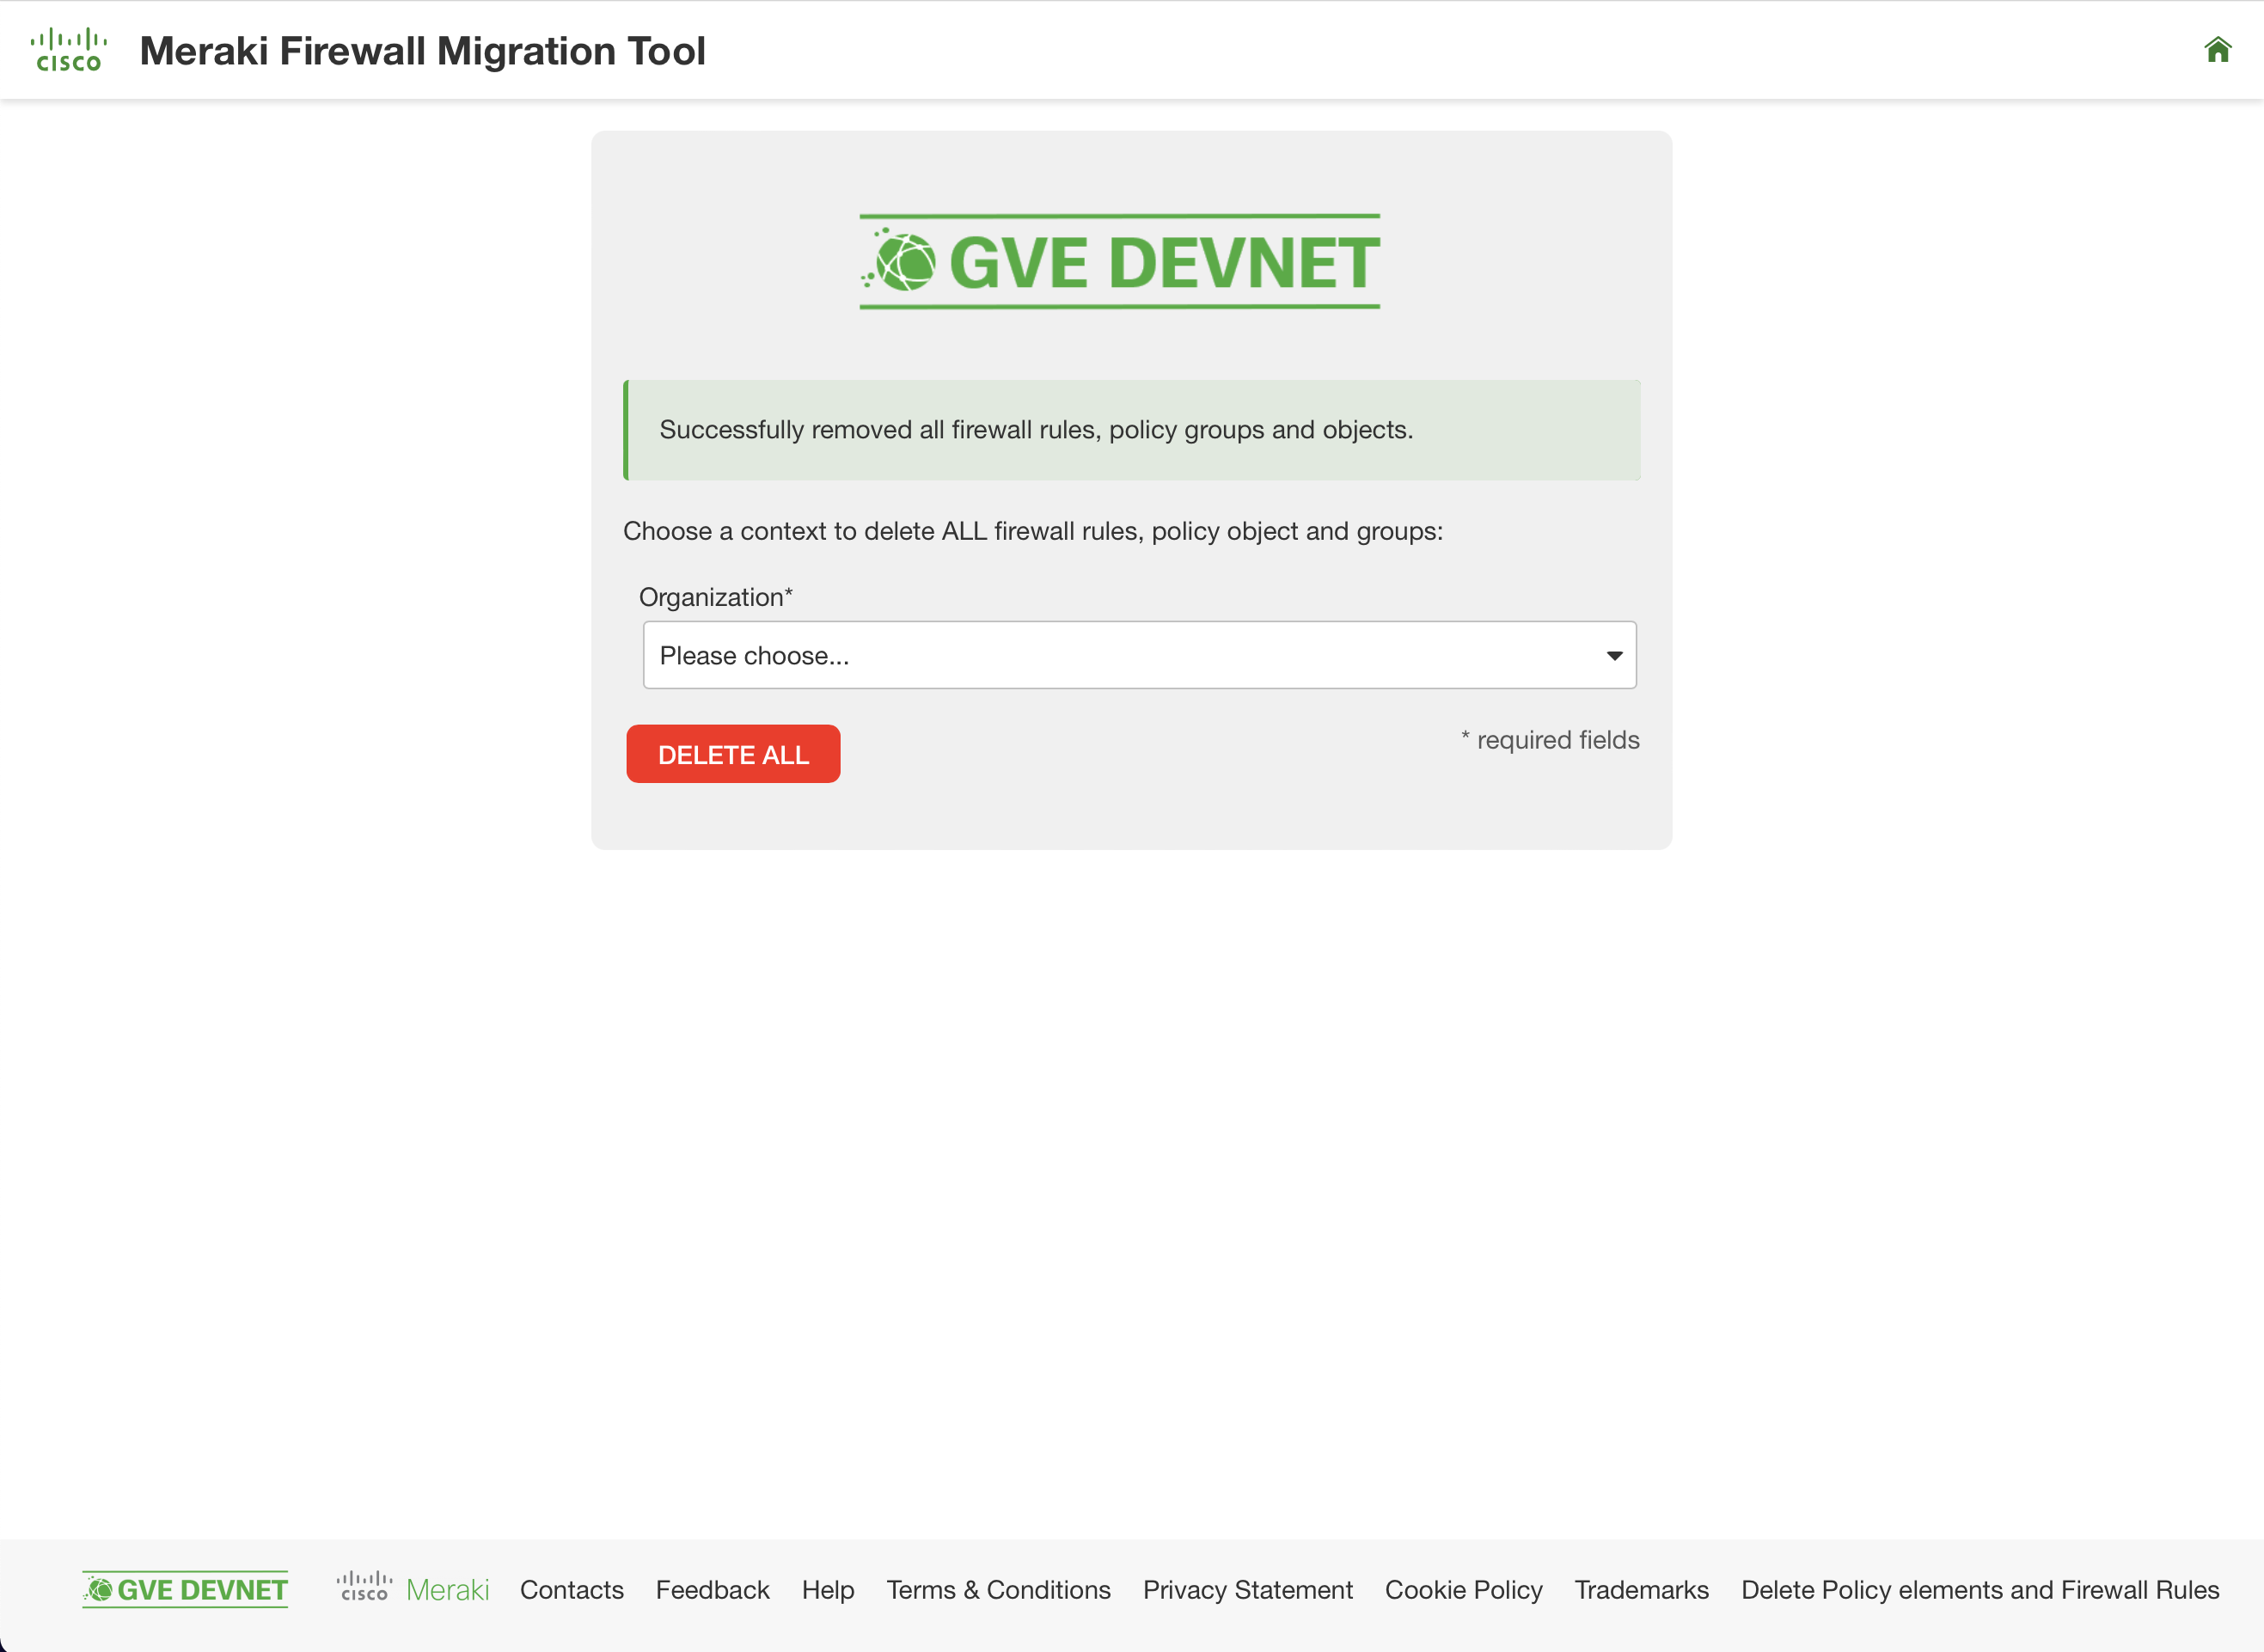 CISCO
Meraki Firewall Migration Tool
GVE DEVNET
Successfully removed all firewall rules, policy groups and objects.
Choose a context to delete ALL firewall rules, policy object and groups:
Organization*
Please choose...
DELETE ALL
* required fields
GVE DEVNET CISCO Meraki Contacts Feedback Help Terms & Conditions Privacy Statement Cookie Policy Trademarks Delete Policy elements and Firewall Rules